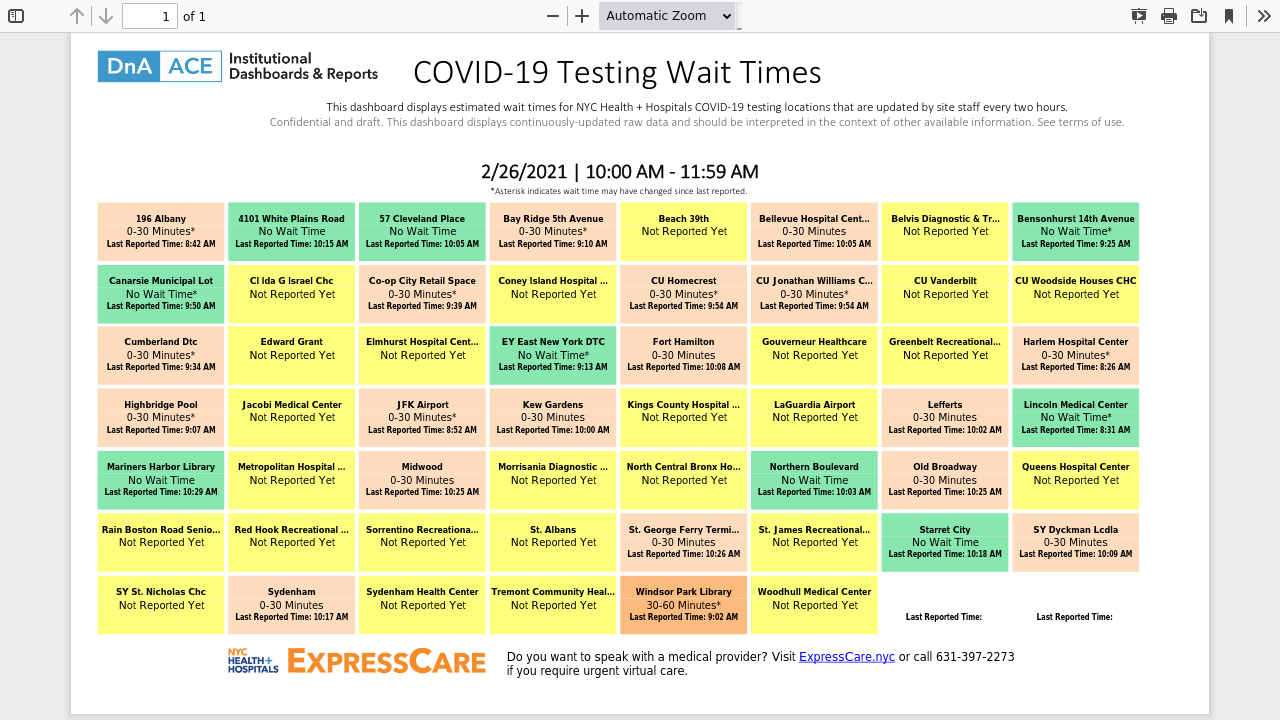 1 of 1
Automatic Zoom
DnA ACE Institutional
Dashboards & Reports
COVID-19 Testing Wait Times
This dashboard displays estimated wait times for NYC Health + Hospitals COVID-19 testing locations that are updated by site staff every two hours.
Confidential and draft. This dashboard displays continuously-updated raw data and should be interpreted in the context of other available information. See terms of use.
2/26/2021 | 10:00 AM - 11:59 AM
*Asterisk indicates wait time may have changed since last reported.
196 Albany
0-30 Minutes*
Last Reported Time: 8:42 AM
4101 White Plains Road
No Wait Time
Last Reported Time: 10:15 AM
57 Cleveland Place
No Wait Time
Last Reported Time: 10:05 AM
Bay Ridge 5th Avenue
0-30 Minutes*
Last Reported Time: 9:10 AM
Beach 39th
Not Reported Yet
Bellevue Hospital Cent...
0-30 Minutes
Last Reported Time: 10:05 AM
Belvis Diagnostic & Tr...
Not Reported Yet
Bensonhurst 14th Avenue
No Wait Time*
Last Reported Time: 9:25 AM
Canarsie Municipal Lot
No Wait Time*
Last Reported Time: 9:50 AM
CI Ida G Israel Chc
Not Reported Yet
Co-op City Retail Space
0-30 Minutes*
Last Reported Time: 9:39 AM
Coney Island Hospital ...
Not Reported Yet
CU Homecrest
0-30 Minutes*
Last Reported Time: 9:54 AM
CU Jonathan Williams C...
0-30 Minutes*
Last Reported Time: 9:54 AM
CU Vanderbilt
Not Reported Yet
CU Woodside Houses CHC
Not Reported Yet
Cumberland Dtc
0-30 Minutes*
Last Reported Time: 9:34 AM
Edward Grant
Not Reported Yet
Elmhurst Hospital Cent...
Not Reported Yet
EY East New York DTC
No Wait Time*
Last Reported Time: 9:13 AM
Fort Hamilton
0-30 Minutes
Last Reported Time: 10:08 AM
Gouverneur Healthcare
Not Reported Yet
Greenbelt Recreational...
Not Reported Yet
Harlem Hospital Center
0-30 Minutes*
Last Reported Time: 8:26 AM
Highbridge Pool
0-30 Minutes*
Last Reported Time: 9:07 AM
Jacobi Medical Center
Not Reported Yet
JFK Airport
0-30 Minutes*
Last Reported Time: 8:52 AM
Kew Gardens
0-30 Minutes
Last Reported Time: 10:00 AM
Kings County Hospital ...
Not Reported Yet
LaGuardia Airport
Not Reported Yet
Lefferts
0-30 Minutes
Last Reported Time: 10:02 AM
Lincoln Medical Center
No Wait Time*
Last Reported Time: 8:31 AM
Mariners Harbor Library
No Wait Time
Last Reported Time: 10:29 AM
Metropolitan Hospital ...
Not Reported Yet
Midwood
0-30 Minutes
Last Reported Time: 10:25 AM
Morrisania Diagnostic ...
Not Reported Yet
North Central Bronx Ho...
Not Reported Yet
Northern Boulevard
No Wait Time
Last Reported Time: 10:03 AM
Old Broadway
0-30 Minutes
Last Reported Time: 10:25 AM
Queens Hospital Center
Not Reported Yet
Rain Boston Road Senio...
Not Reported Yet
Red Hook Recreational ...
Not Reported Yet
Sorrentino Recreationa...
Not Reported Yet
St. Albans
Not Reported Yet
St. George Ferry Termi...
0-30 Minutes
Last Reported Time: 10:26 AM
St. James Recreational...
Not Reported Yet
Starret City
No Wait Time
Last Reported Time: 10:18 AM
SY Dyckman Lcdla
0-30 Minutes
Last Reported Time: 10:09 AM
SY St. Nicholas Chc
Not Reported Yet
Sydenham
0-30 Minutes
Last Reported Time: 10:17 AM
Sydenham Health Center
Not Reported Yet
Tremont Community Heal...
Not Reported Yet
Windsor Park Library
30-60 Minutes*
Last Reported Time: 9:02 AM
Woodhull Medical Center
Not Reported Yet
Last Reported Time:
Last Reported Time:
NYC
HEALTH+
HOSPITALS
EXPRESSCARE
Do you want to speak with a medical provider? Visit ExpressCare.nyc or call 631-397-2273
if you require urgent virtual care.